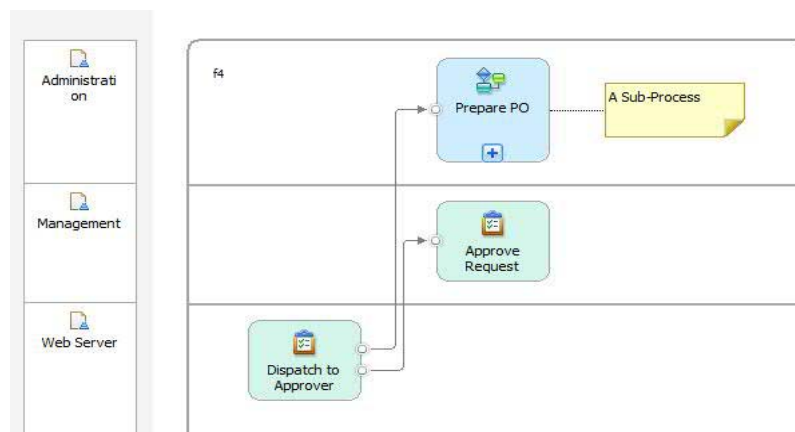 Administrati
on
f4
Prepare PO
A Sub-Process
Management
Approve
Request
Web Server
Dispatch to
Approver